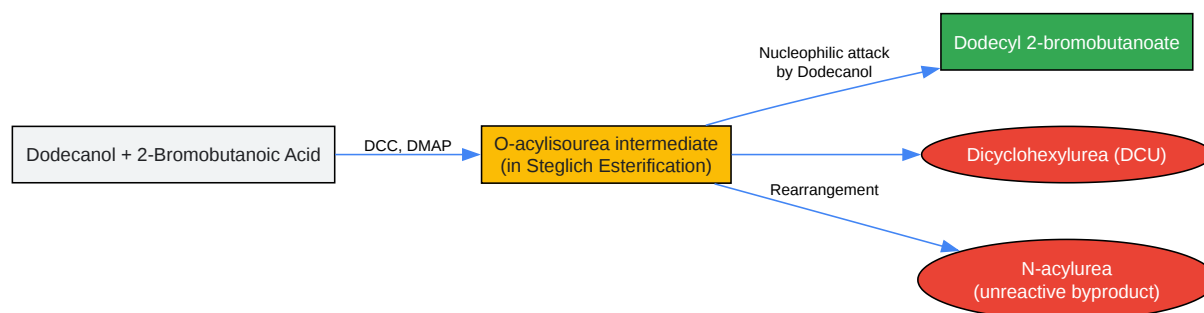 Dodecanol + 2-Bromobutanoic Acid
DCC, DMAP
O-acylisourea intermediate
(in Steglich Esterification)
Nucleophilic attack
by Dodecanol
Dodecyl 2-bromobutanoate
Dicyclohexylurea (DCU)
Rearrangement
N-acylurea
(unreactive byproduct)